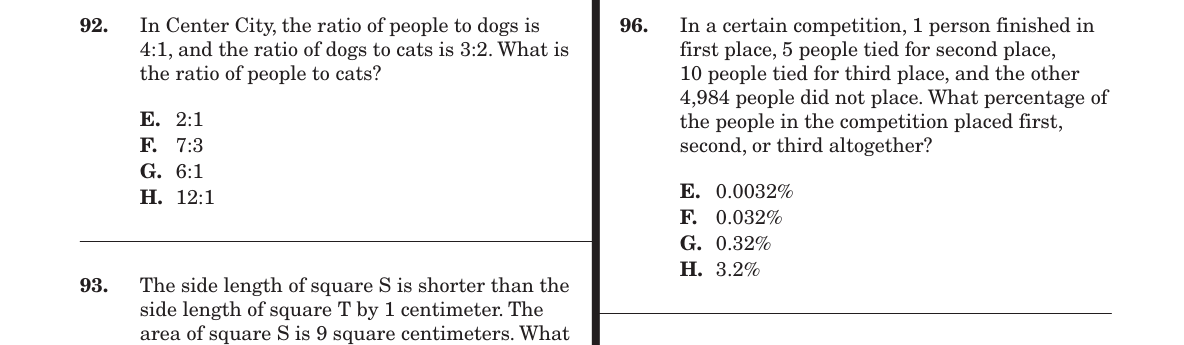 92. In Center City, the ratio of people to dogs is
4:1, and the ratio of dogs to cats is 3:2. What is
the ratio of people to cats?
E. 2:1
F. 7:3
G. 6:1
H. 12:1
93. The side length of square S is shorter than the
side length of square T by 1 centimeter. The
area of square S is 9 square centimeters. What
96. In a certain competition, 1 person finished in
first place, 5 people tied for second place,
10 people tied for third place, and the other
4,984 people did not place. What percentage of
the people in the competition placed first,
second, or third altogether?
E. 0.0032%
F. 0.032%
G. 0.32%
H. 3.2%